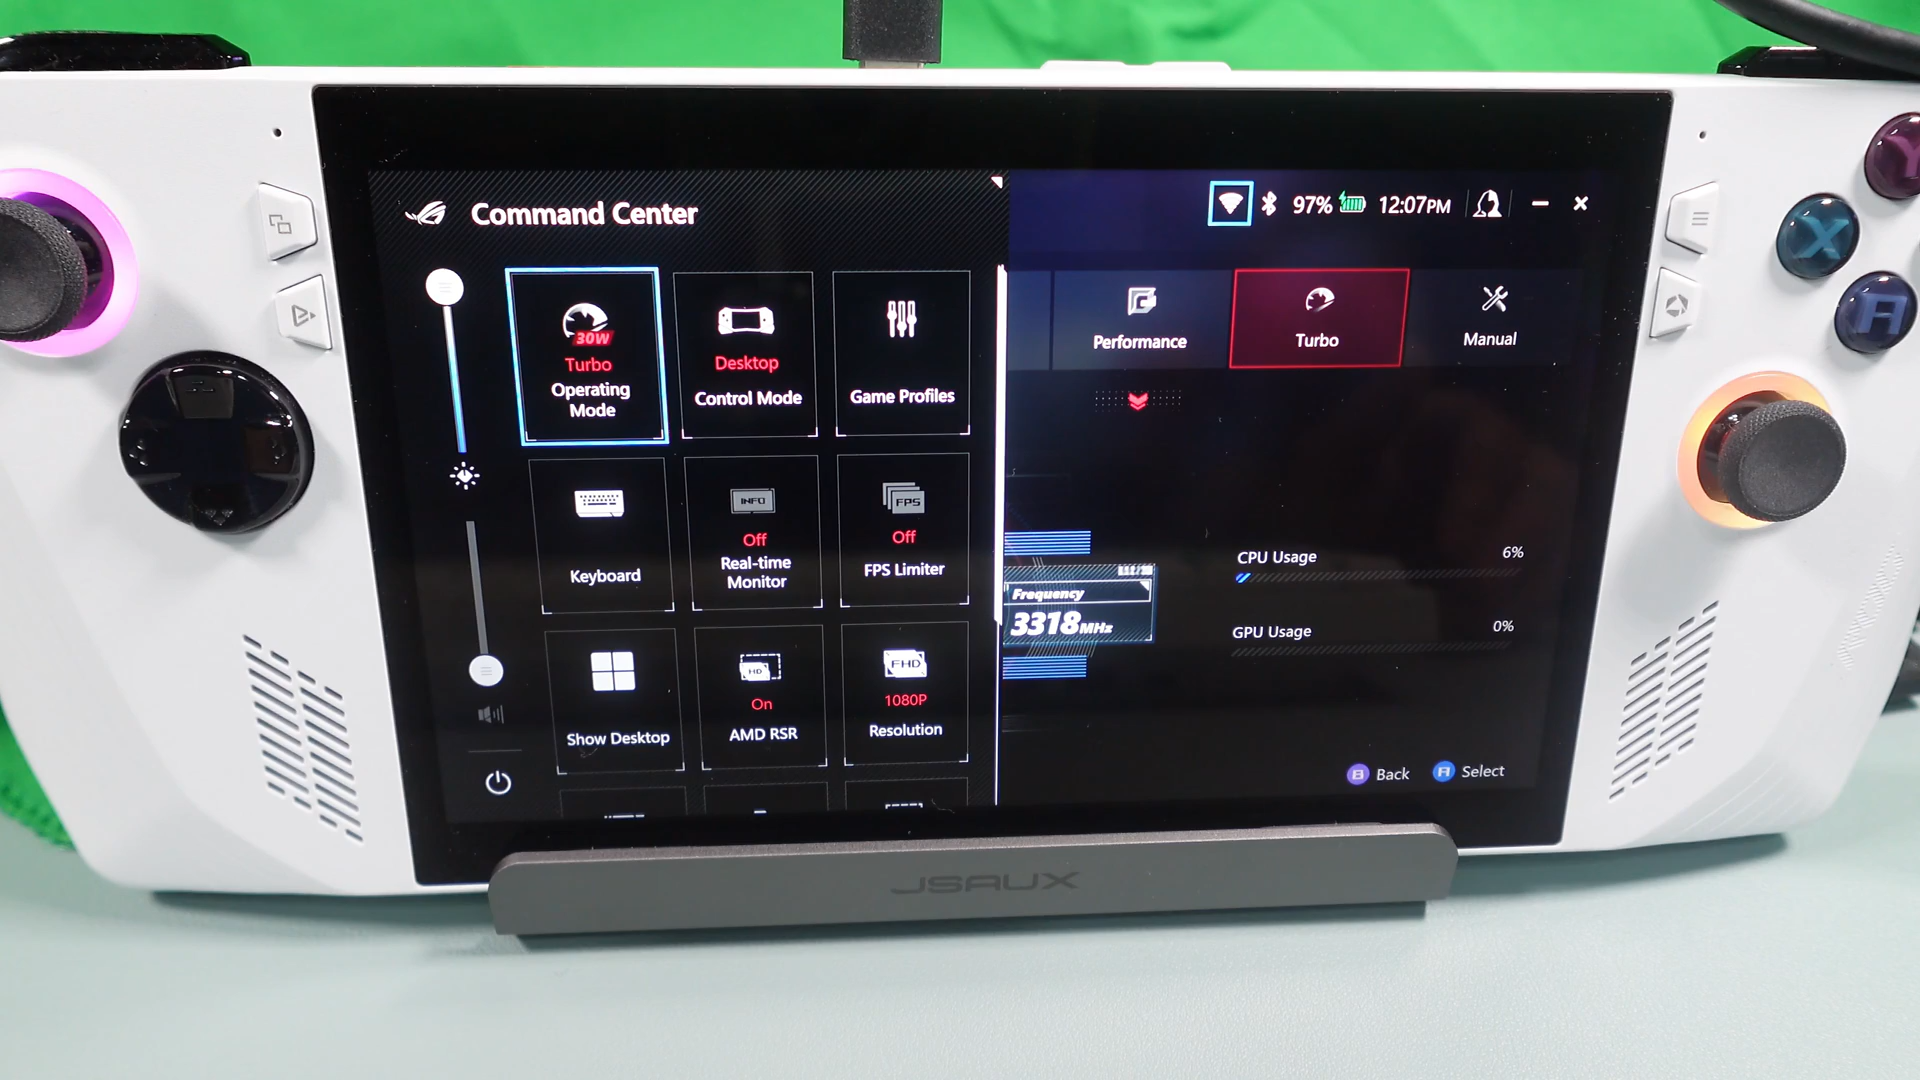 Command Center
97%
12:07PM
30W
Turbo
Operating
Mode
Desktop
Control Mode
Game Profiles
Performance
Turbo
Manual
Keyboard
INFO
Off
Real-time
Monitor
FPS
Off
FPS Limiter
Frequency
3318MHz
CPU Usage
6%
GPU Usage
0%
Show Desktop
HD
On
AMD RSR
FHD
1080P
Resolution
B Back
A Select
Y
X
A
JSAUX